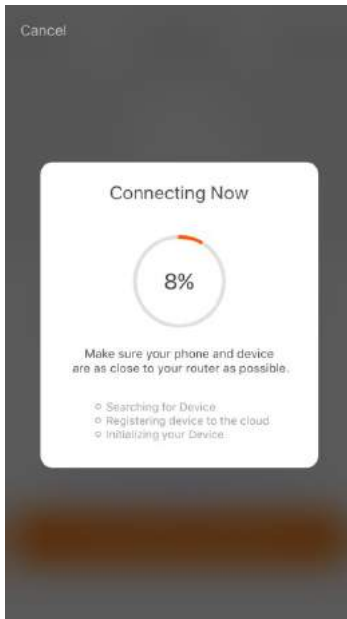 Cancel
Connecting Now
8%
Make sure your phone and device
are as close to your router as possible.
Searching for Device
Registering device to the cloud
Initializing your Device